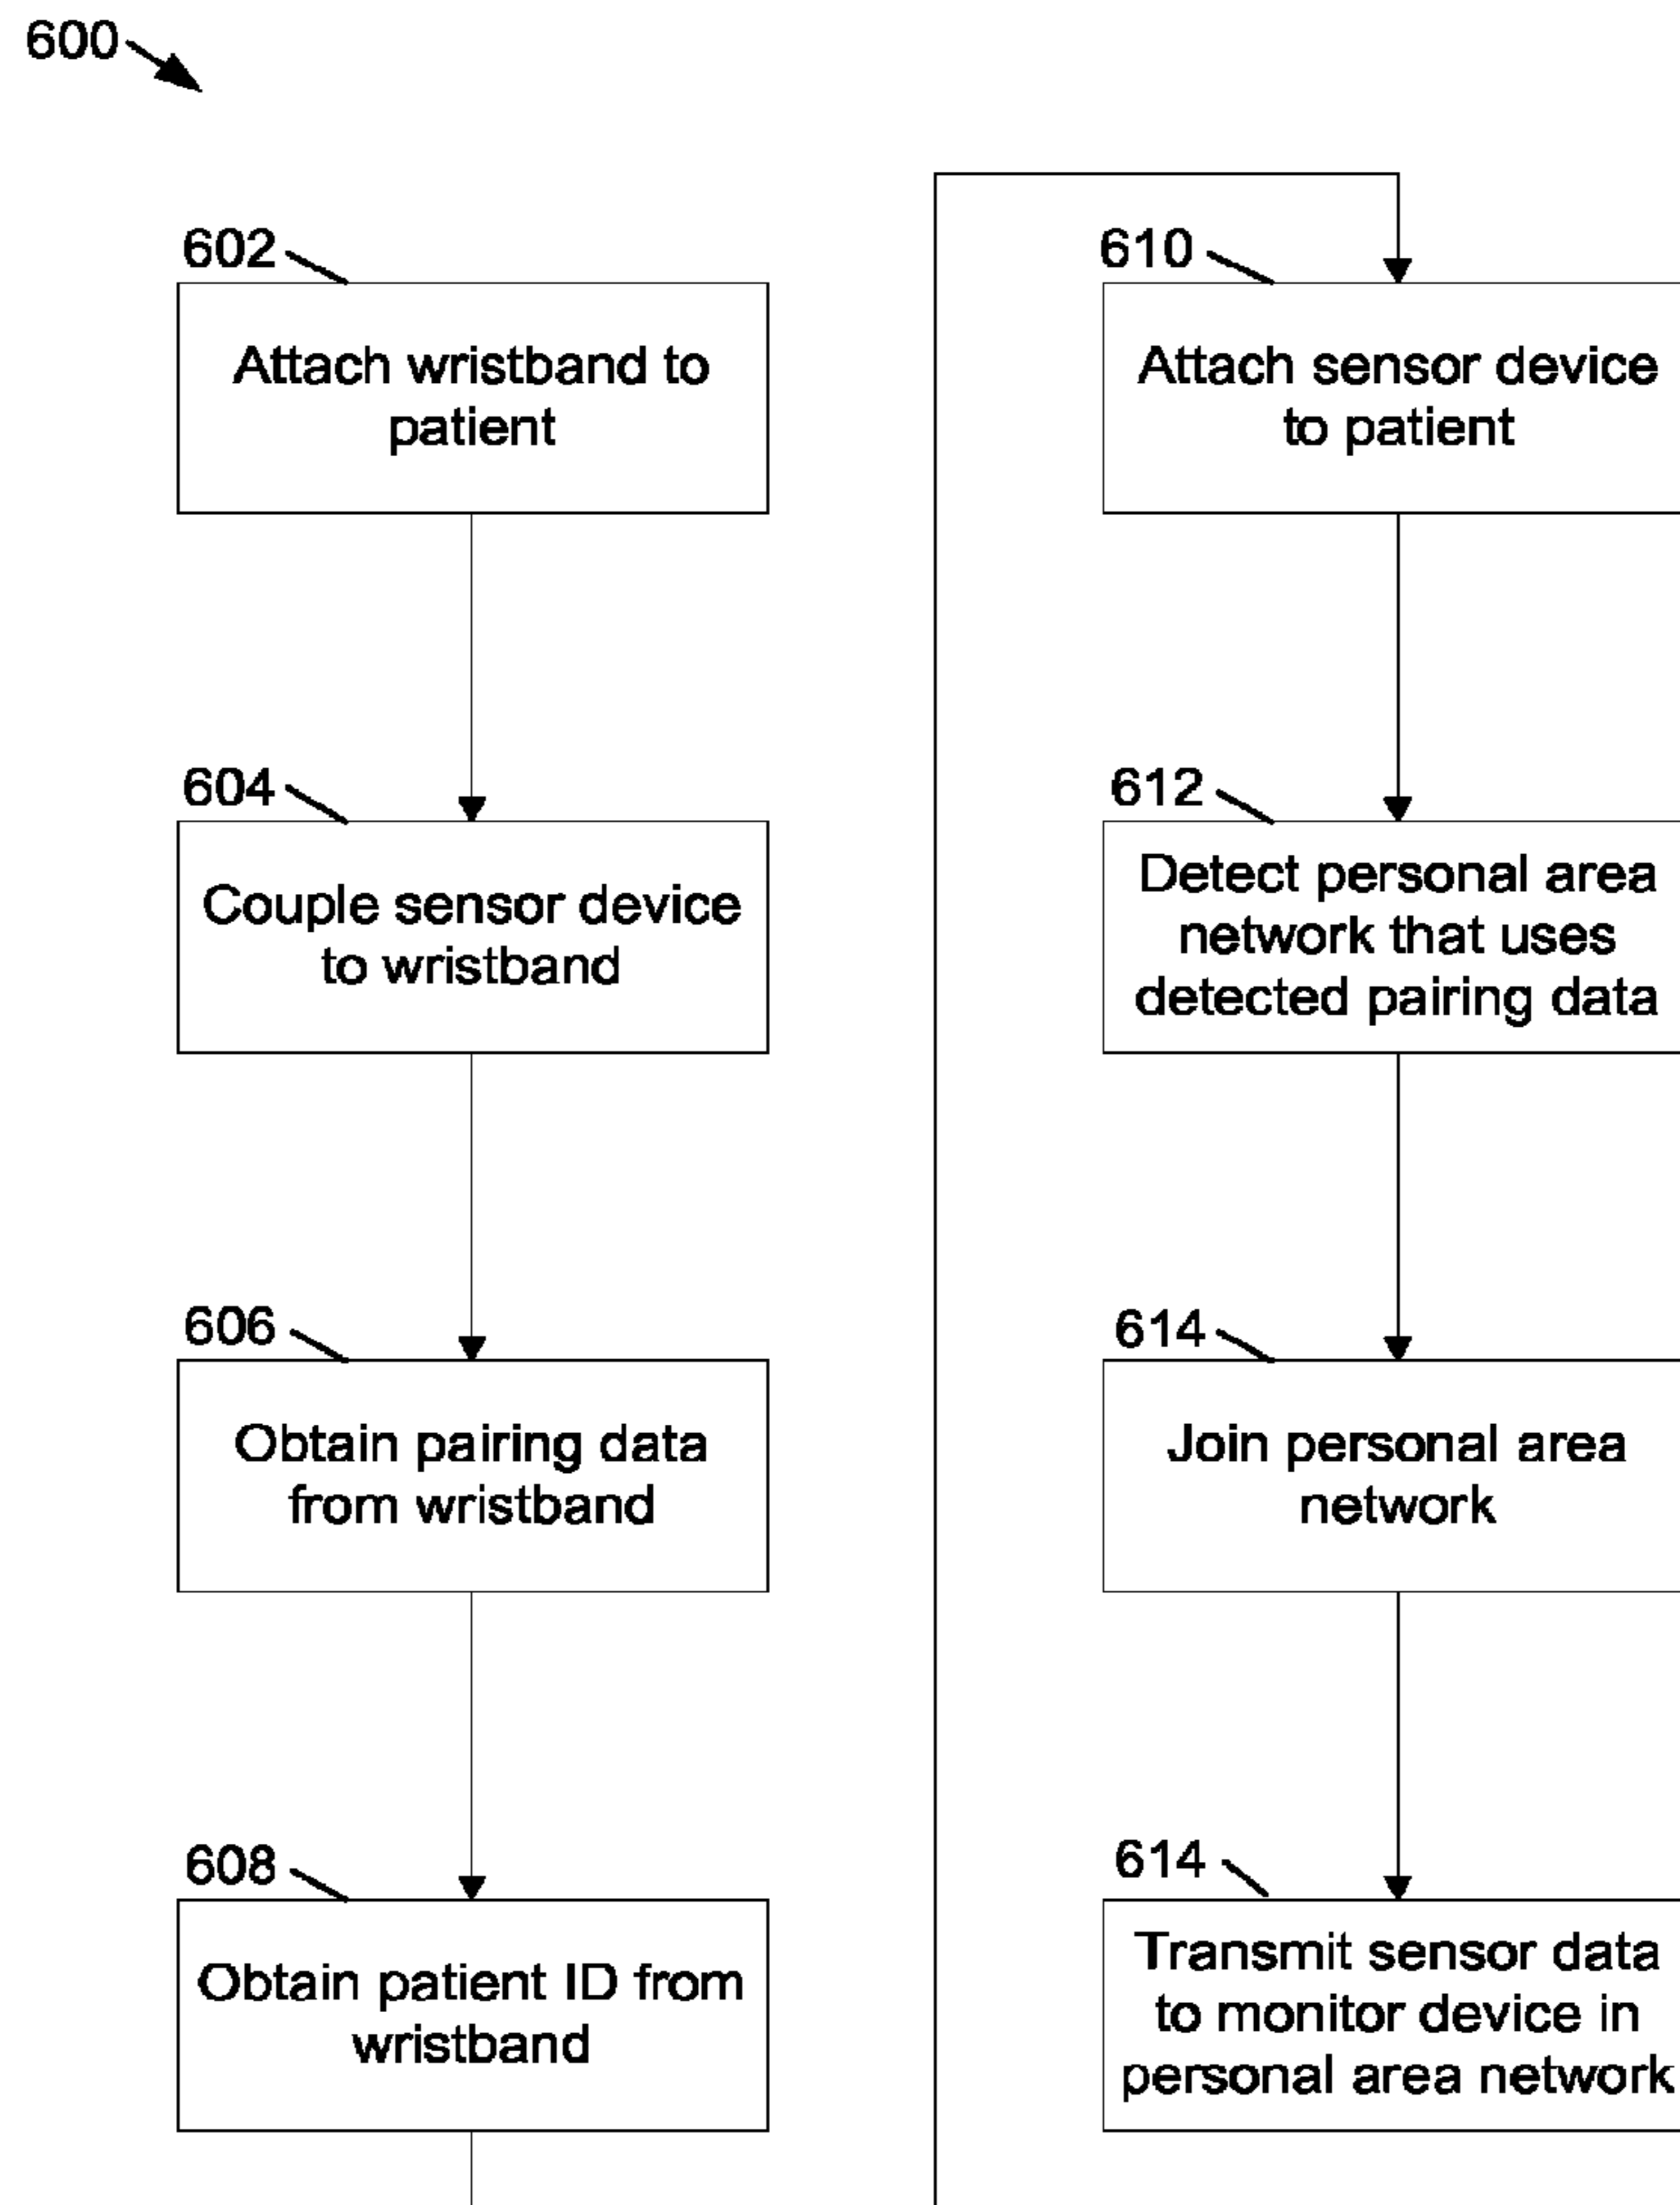 600
602
Attach wristband to
patient
604
Couple sensor device
to wristband
606
Obtain pairing data
from wristband
608
Obtain patient ID from
wristband
610
Attach sensor device
to patient
612
Detect personal area
network that uses
detected pairing data
614
Join personal area
network
614
Transmit sensor data
to monitor device in
personal area network